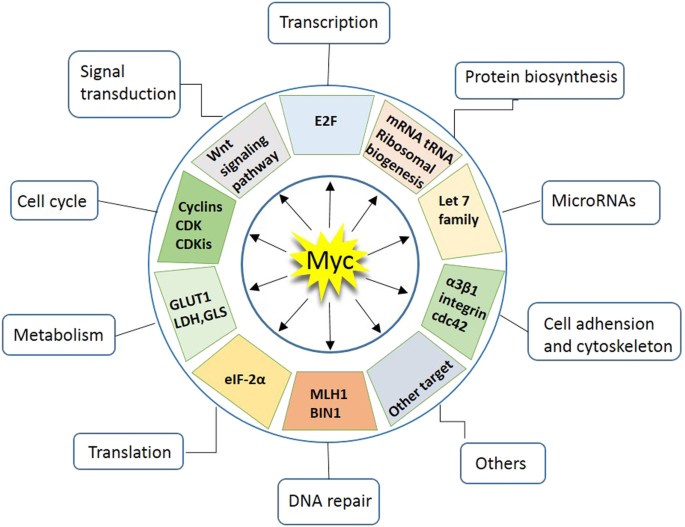 Transcription
Signal
transduction
Protein biosynthesis
E2F
mRNA tRNA
Ribosomal
biogenesis
Wnt
signaling
pathway
Cell cycle
Cyclins
CDK
CDKis
Let 7
family
MicroRNAs
Myc
GLUT1
LDH,GLS
α3β1
integrin
cdc42
Metabolism
Cell adhension
and cytoskeleton
eIF-2α
MLH1
BIN1
Other target
Translation
Others
DNA repair